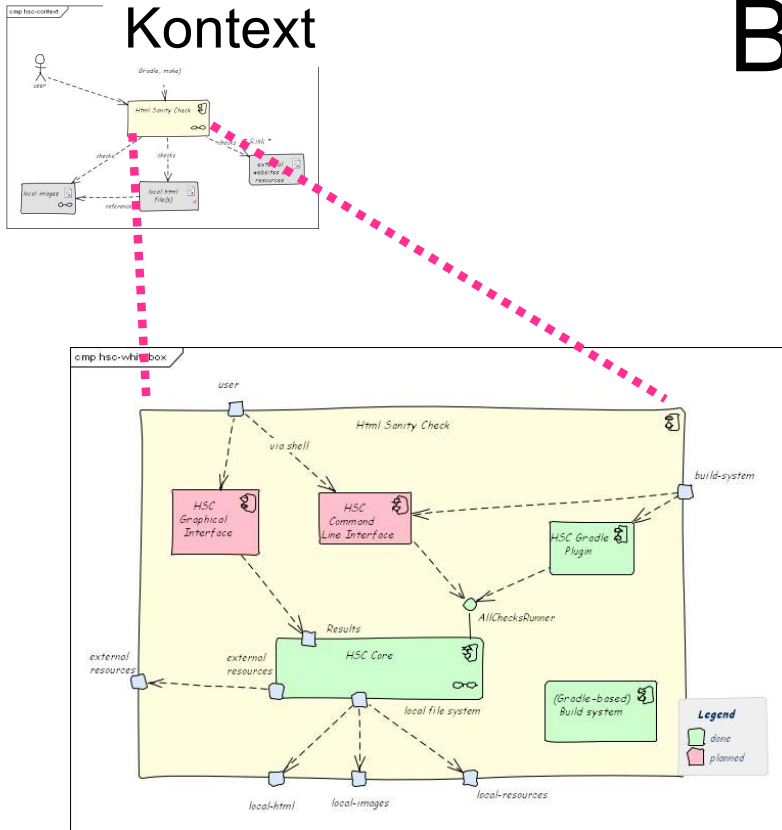 cmp hsc-context
Kontext
B
Gradle, make)
user
Html Sanity Check
checks
checks
checks
* Risk *
local images
local html
file(s)
external
websites
resources
reference
cmp hsc-whitebox
user
Html Sanity Check
via shell
build-system
HSC
Graphical
Interface
HSC
Command
Line Interface
HSC Gradle
Plugin
AllChecksRunner
Results
HSC Core
external
resources
external
resources
local file system
(Gradle-based)
Build system
Legend
done
planned
local-html
local-images
local-resources